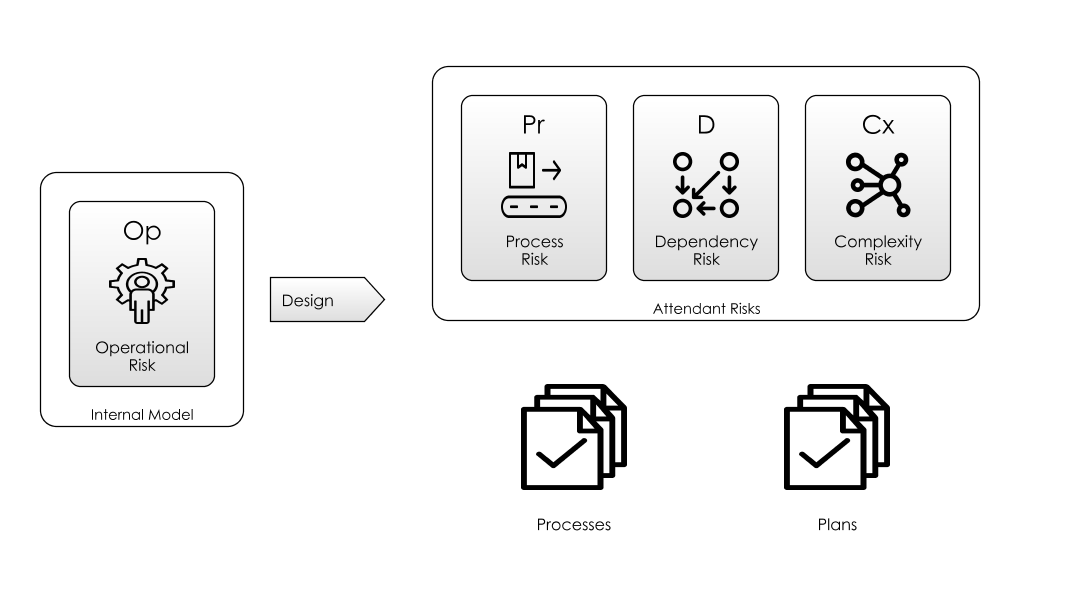 Op
Operational
Risk
Internal Model
Design
Pr
Process
Risk
D
Dependency
Risk
Cx
Complexity
Risk
Attendant Risks
Processes
Plans